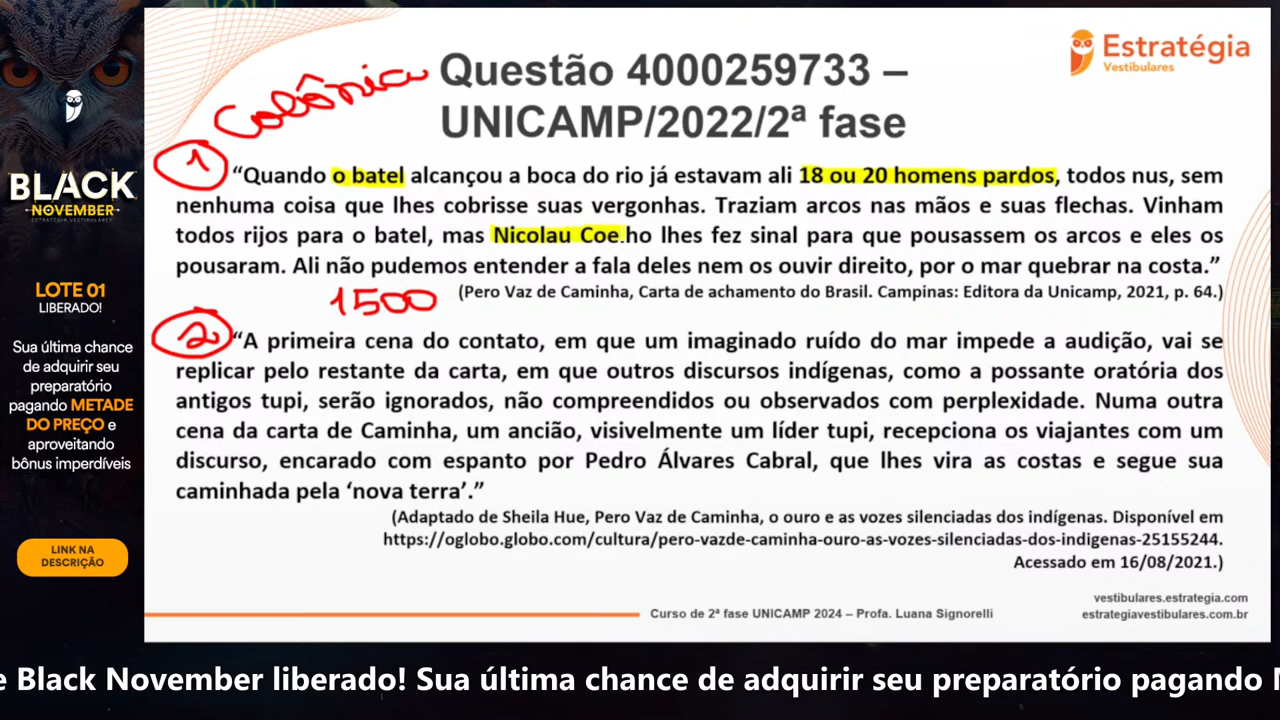 Estratégia
Vestibulares
Colônia
Questão 4000259733 –
UNICAMP/2022/2ª fase
1
“Quando o batel alcançou a boca do rio já estavam ali 18 ou 20 homens pardos, todos nus, sem
nenhuma coisa que lhes cobrisse suas vergonhas. Traziam arcos nas mãos e suas flechas. Vinham
todos rijos para o batel, mas Nicolau Coe.ho lhes fez sinal para que pousassem os arcos e eles os
pousaram. Ali não pudemos entender a fala deles nem os ouvir direito, por o mar quebrar na costa.”
1500
(Pero Vaz de Caminha, Carta de achamento do Brasil. Campinas: Editora da Unicamp, 2021, p. 64.)
2
“A primeira cena do contato, em que um imaginado ruído do mar impede a audição, vai se
replicar pelo restante da carta, em que outros discursos indígenas, como a possante oratória dos
antigos tupi, serão ignorados, não compreendidos ou observados com perplexidade. Numa outra
cena da carta de Caminha, um ancião, visivelmente um líder tupi, recepciona os viajantes com um
discurso, encarado com espanto por Pedro Álvares Cabral, que lhes vira as costas e segue sua
caminhada pela ‘nova terra’.”
(Adaptado de Sheila Hue, Pero Vaz de Caminha, o ouro e as vozes silenciadas dos indígenas. Disponível em
https://oglobo.globo.com/cultura/pero-vazde-caminha-ouro-as-vozes-silenciadas-dos-indigenas-25155244.
Acessado em 16/08/2021.)
Curso de 2ª fase UNICAMP 2024 – Profa. Luana Signorelli
vestibulares.estrategia.com
estrategiavestibulares.com.br
BLACK
NOVEMBER
ESTRATÉGIA VESTIBULARES
LOTE 01
LIBERADO!
Sua última chance
de adquirir seu
preparatório
pagando METADE
DO PREÇO e
aproveitando
bônus imperdíveis
LINK NA
DESCRIÇÃO
e Black November liberado! Sua última chance de adquirir seu preparatório pagando